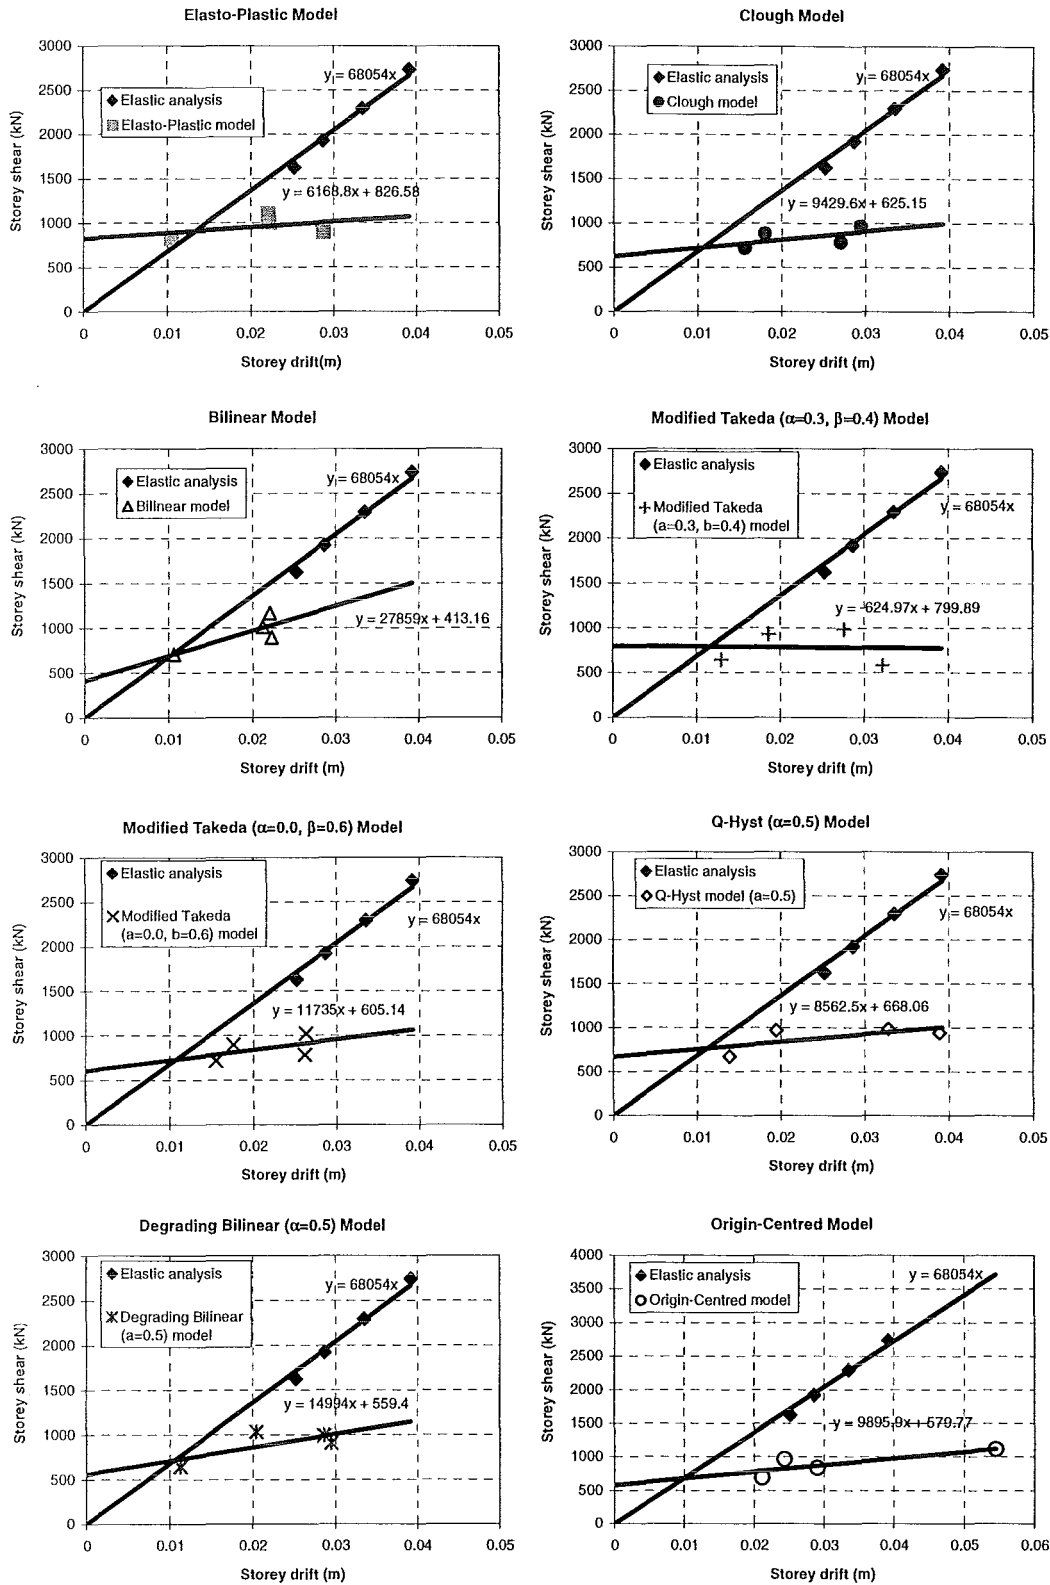 Elasto-Plastic Model
Storey shear (kN)
3000
2500
2000
1500
1000
500
0
Elastic analysis
Elasto-Plastic model
y = 68054x
y = 6168.8x + 826.58
0 0.01 0.02 0.03 0.04 0.05
Storey drift(m)
Clough Model
Storey shear (kN)
3000
2500
2000
1500
1000
500
0
Elastic analysis
Clough model
y = 68054x
y = 9429.6x + 625.15
0 0.01 0.02 0.03 0.04 0.05
Storey drift (m)
Bilinear Model
Storey shear (kN)
3000
2500
2000
1500
1000
500
0
Elastic analysis
Bilinear model
y = 68054x
y = 27859x + 413.16
0 0.01 0.02 0.03 0.04 0.05
Storey drift (m)
Modified Takeda (α=0.3, β=0.4) Model
Storey shear (kN)
3000
2500
2000
1500
1000
500
0
Elastic analysis
Modified Takeda
(a=0.3, b=0.4) model
y = 68054x
y = -624.97x + 799.89
0 0.01 0.02 0.03 0.04 0.05
Storey drift (m)
Modified Takeda (α=0.0, β=0.6) Model
Storey shear (kN)
3000
2500
2000
1500
1000
500
0
Elastic analysis
Modified Takeda
(a=0.0, b=0.6) model
y = 68054x
y = 11735x + 605.14
0 0.01 0.02 0.03 0.04 0.05
Storey drift (m)
Q-Hyst (α=0.5) Model
Storey shear (kN)
3000
2500
2000
1500
1000
500
0
Elastic analysis
Q-Hyst model (a=0.5)
y = 68054x
y = 8562.5x + 668.06
0 0.01 0.02 0.03 0.04 0.05
Storey drift (m)
Degrading Bilinear (α=0.5) Model
Storey shear (kN)
3000
2500
2000
1500
1000
500
0
Elastic analysis
Degrading Bilinear
(a=0.5) model
y = 68054x
y = 14994x + 559.4
0 0.01 0.02 0.03 0.04 0.05
Storey drift (m)
Origin-Centred Model
Storey shear (kN)
4000
3500
3000
2500
2000
1500
1000
500
0
Elastic analysis
Origin-Centred model
y = 68054x
y = 9895.9x + 579.77
0 0.01 0.02 0.03 0.04 0.05 0.06
Storey drift (m)